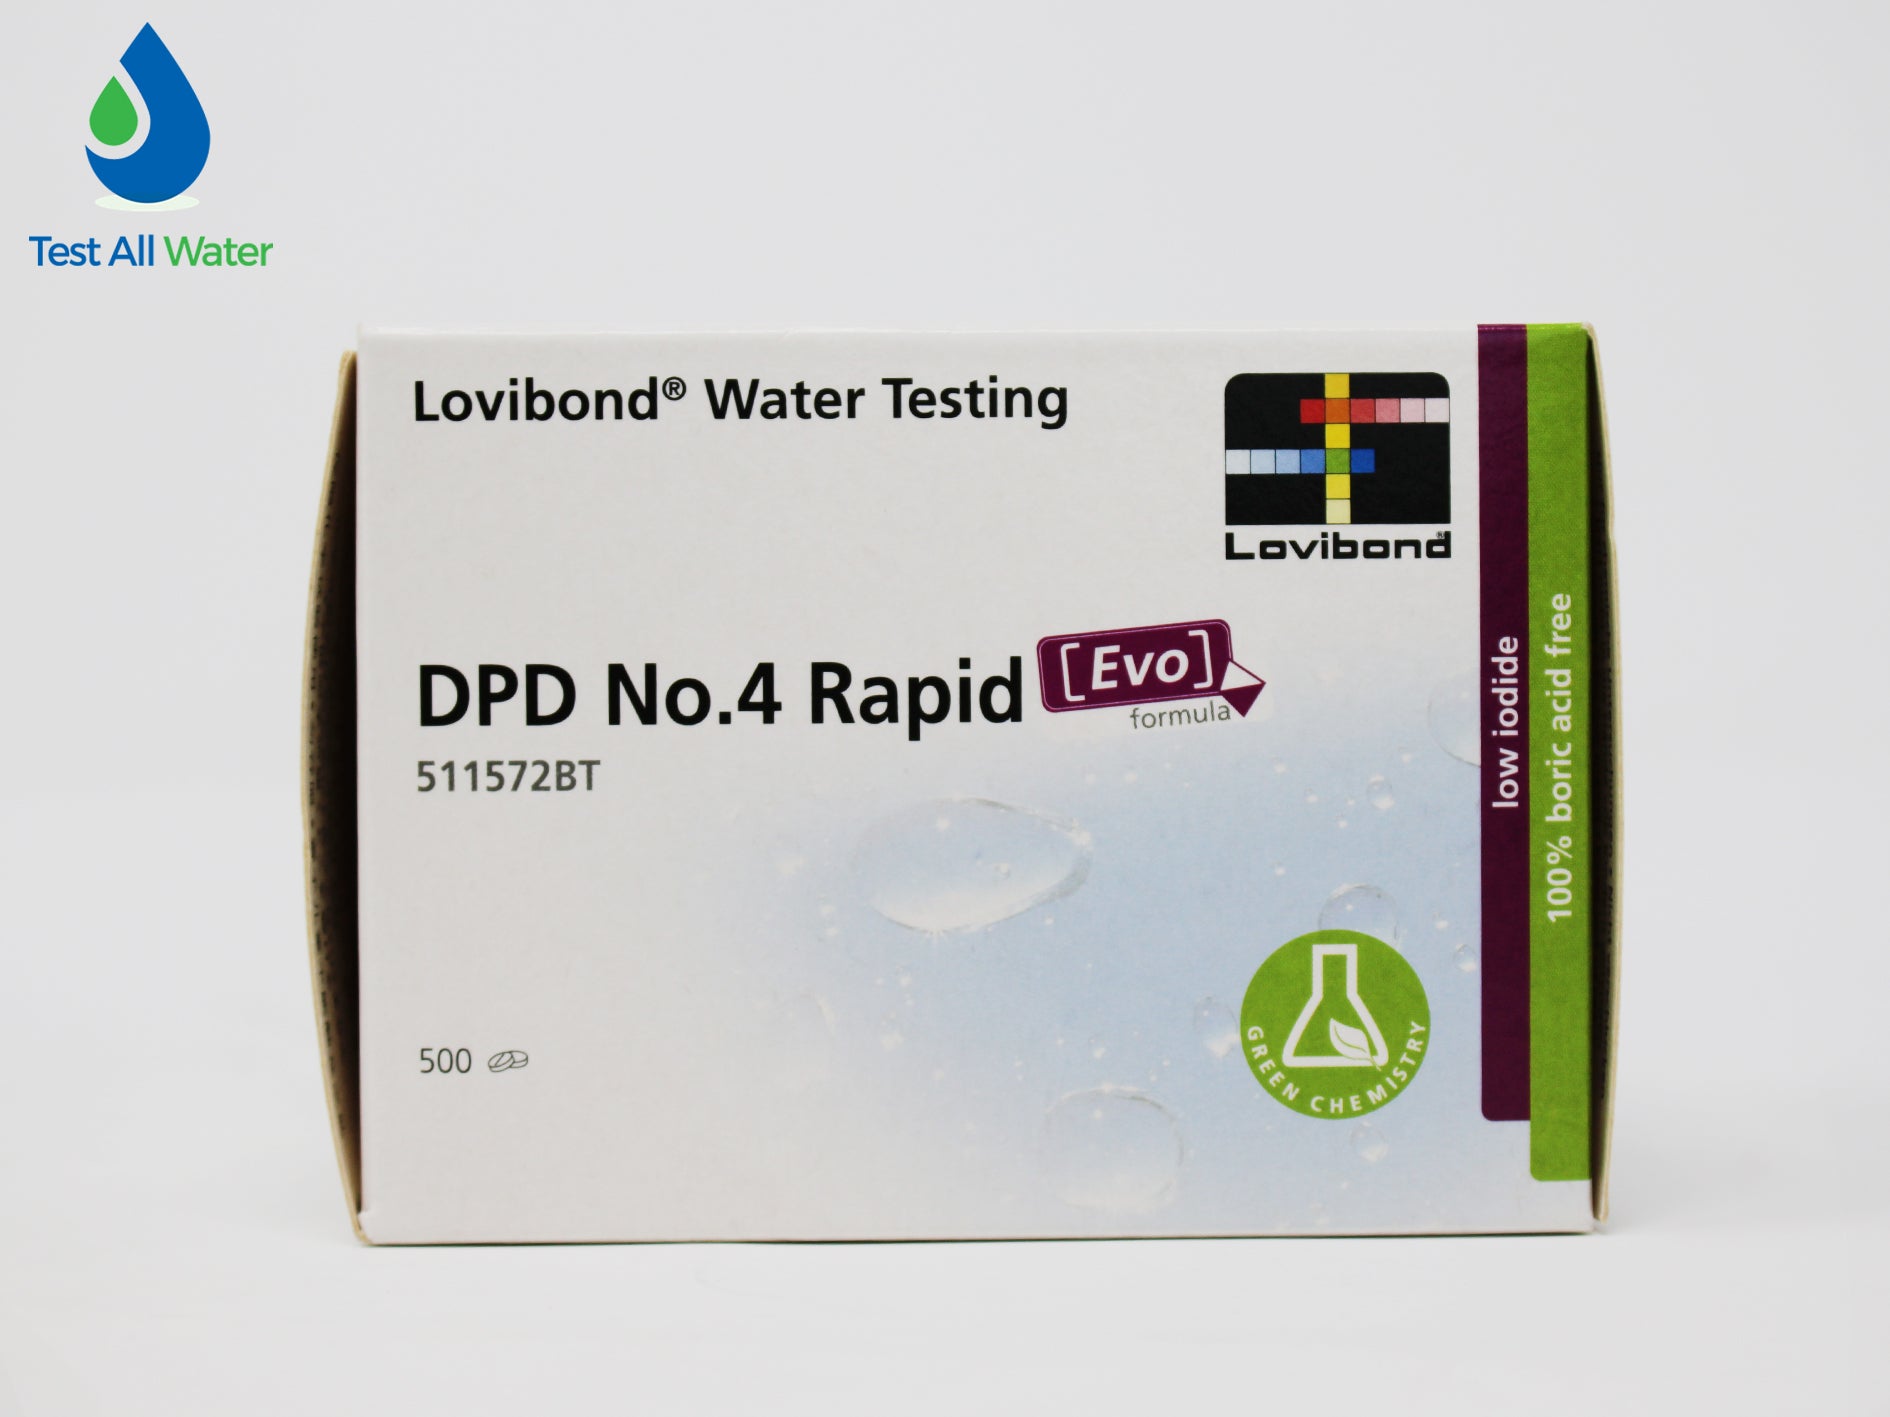 Test All Water
Lovibond® Water Testing
Lovibond®
DPD No.4 Rapid
[Evo]
formula
511572BT
500
GREEN CHEMISTRY
low iodide
100% boric acid free